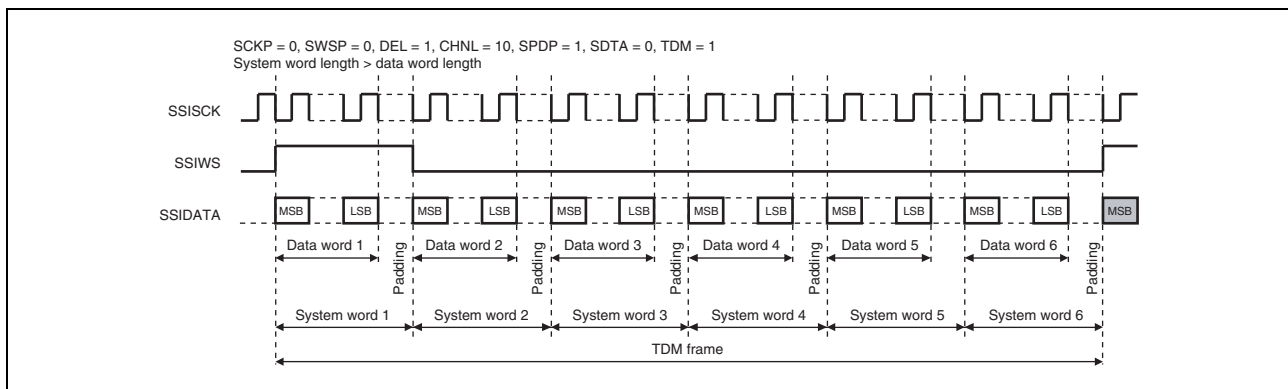 SCKP = 0, SWSP = 0, DEL = 1, CHNL = 10, SPDP = 1, SDTA = 0, TDM = 1
System word length > data word length
SSISCK
SSIWS
SSIDATA
MSB LSB MSB LSB MSB LSB MSB LSB MSB LSB MSB LSB MSB
Data word 1 Data word 2 Data word 3 Data word 4 Data word 5 Data word 6
Padding Padding Padding Padding Padding
System word 1 System word 2 System word 3 System word 4 System word 5 System word 6
TDM frame